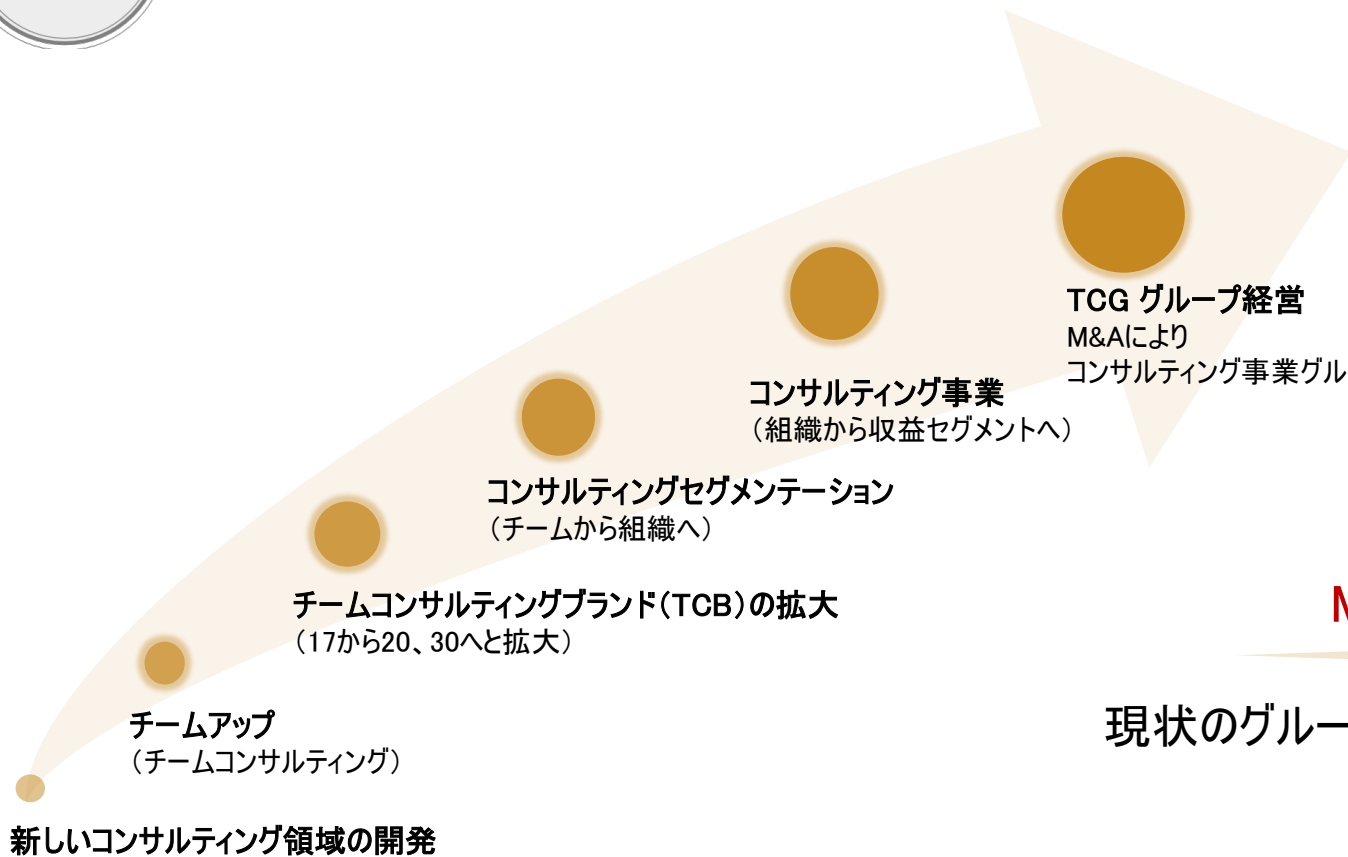 TCG グループ経営
M&Aにより
コンサルティング事業グル
コンサルティング事業
（組織から収益セグメントへ）
コンサルティングセグメンテーション
（チームから組織へ）
チームコンサルティングブランド（TCB）の拡大
（17から20、30へと拡大）
M
チームアップ
（チームコンサルティング）
現状のグルー
新しいコンサルティング領域の開発